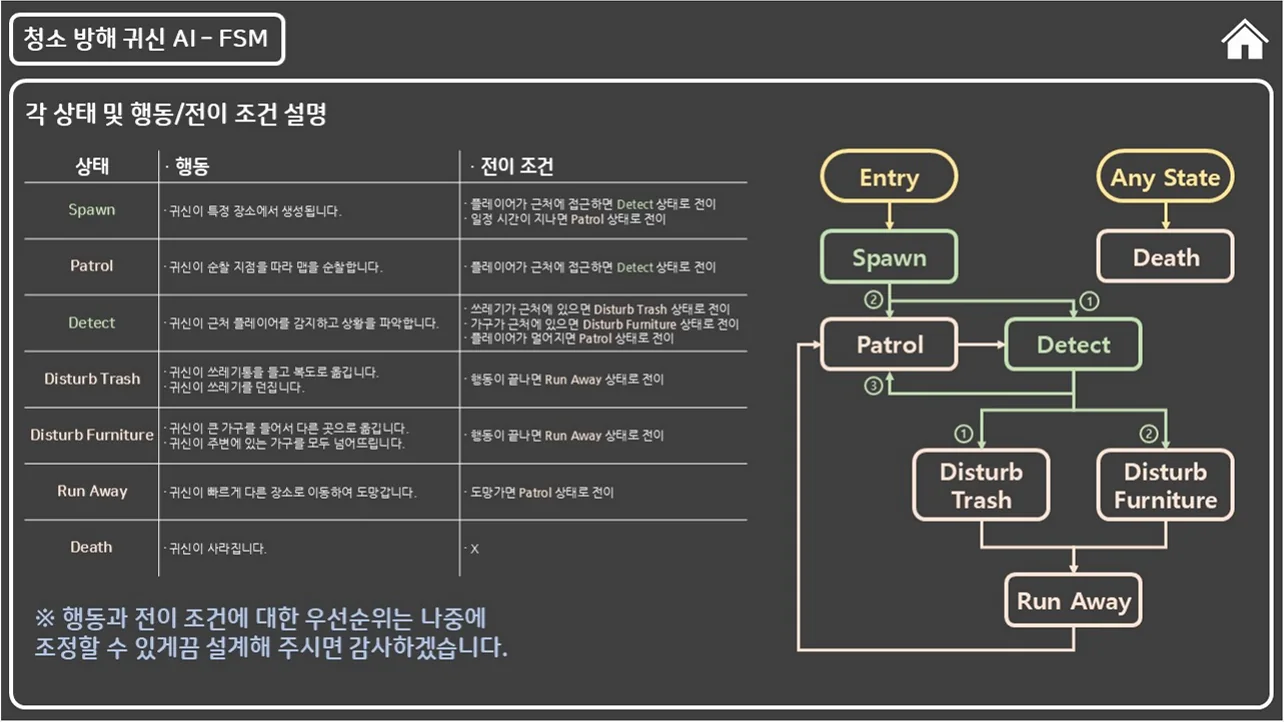 청소 방해 귀신 AI – FSM
각 상태 및 행동/전이 조건 설명
상태
· 행동
· 전이 조건
Spawn
· 귀신이 특정 장소에서 생성됩니다.
· 플레이어가 근처에 접근하면 Detect 상태로 전이
· 일정 시간이 지나면 Patrol 상태로 전이
Patrol
· 귀신이 순찰 지점을 따라 맵을 순찰합니다.
· 플레이어가 근처에 접근하면 Detect 상태로 전이
Detect
· 귀신이 근처 플레이어를 감지하고 상황을 파악합니다.
· 쓰레기가 근처에 있으면 Disturb Trash 상태로 전이
· 가구가 근처에 있으면 Disturb Furniture 상태로 전이
· 플레이어가 멀어지면 Patrol 상태로 전이
Disturb Trash
· 귀신이 쓰레기통을 들고 복도로 옮깁니다.
· 귀신이 쓰레기를 던집니다.
· 행동이 끝나면 Run Away 상태로 전이
Disturb Furniture
· 귀신이 큰 가구를 들어서 다른 곳으로 옮깁니다.
· 귀신이 주변에 있는 가구를 모두 넘어뜨립니다.
· 행동이 끝나면 Run Away 상태로 전이
Run Away
· 귀신이 빠르게 다른 장소로 이동하여 도망갑니다.
· 도망가면 Patrol 상태로 전이
Death
· 귀신이 사라집니다.
· X
※ 행동과 전이 조건에 대한 우선순위는 나중에
조정할 수 있게끔 설계해 주시면 감사하겠습니다.
Entry
Any State
Spawn
Death
②
①
Patrol
Detect
③
①
②
Disturb
Trash
Disturb
Furniture
Run Away